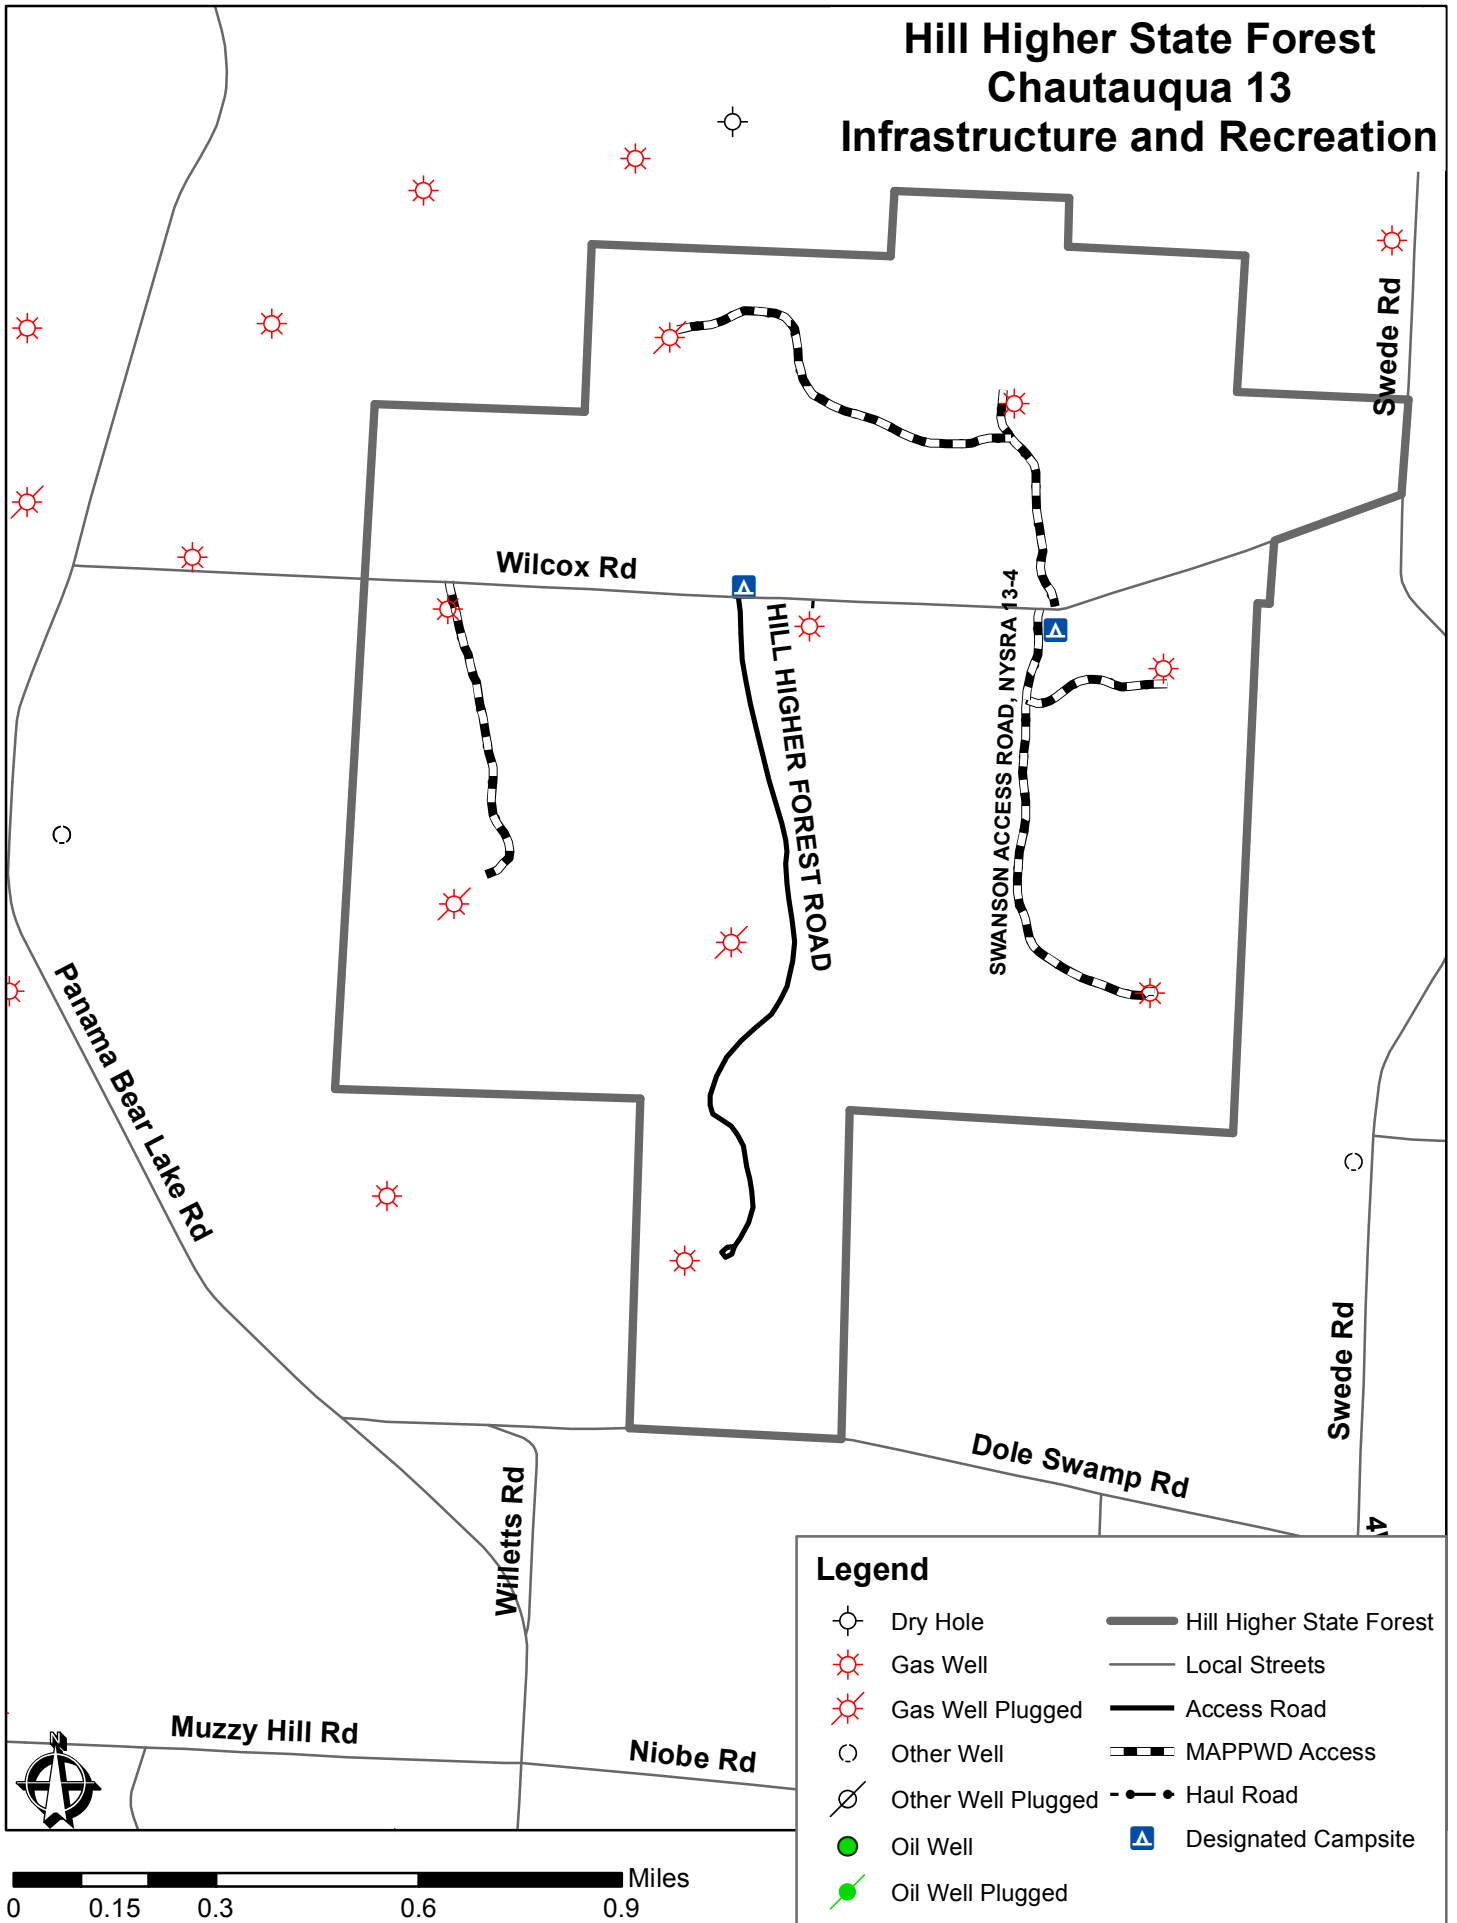 Hill Higher State Forest
Chautauqua 13
Infrastructure and Recreation
Swede Rd
Wilcox Rd
HILL HIGHER FOREST ROAD
SWANSON ACCESS ROAD, NYSRA 13-4
Panama Bear Lake Rd
Swede Rd
Dole Swamp Rd
Willetts Rd
Muzzy Hill Rd
Niobe Rd
N
Legend
Dry Hole
Gas Well
Gas Well Plugged
Other Well
Other Well Plugged
Oil Well
Oil Well Plugged
Hill Higher State Forest
Local Streets
Access Road
MAPPWD Access
Haul Road
Designated Campsite
Miles
0 0.15 0.3 0.6 0.9